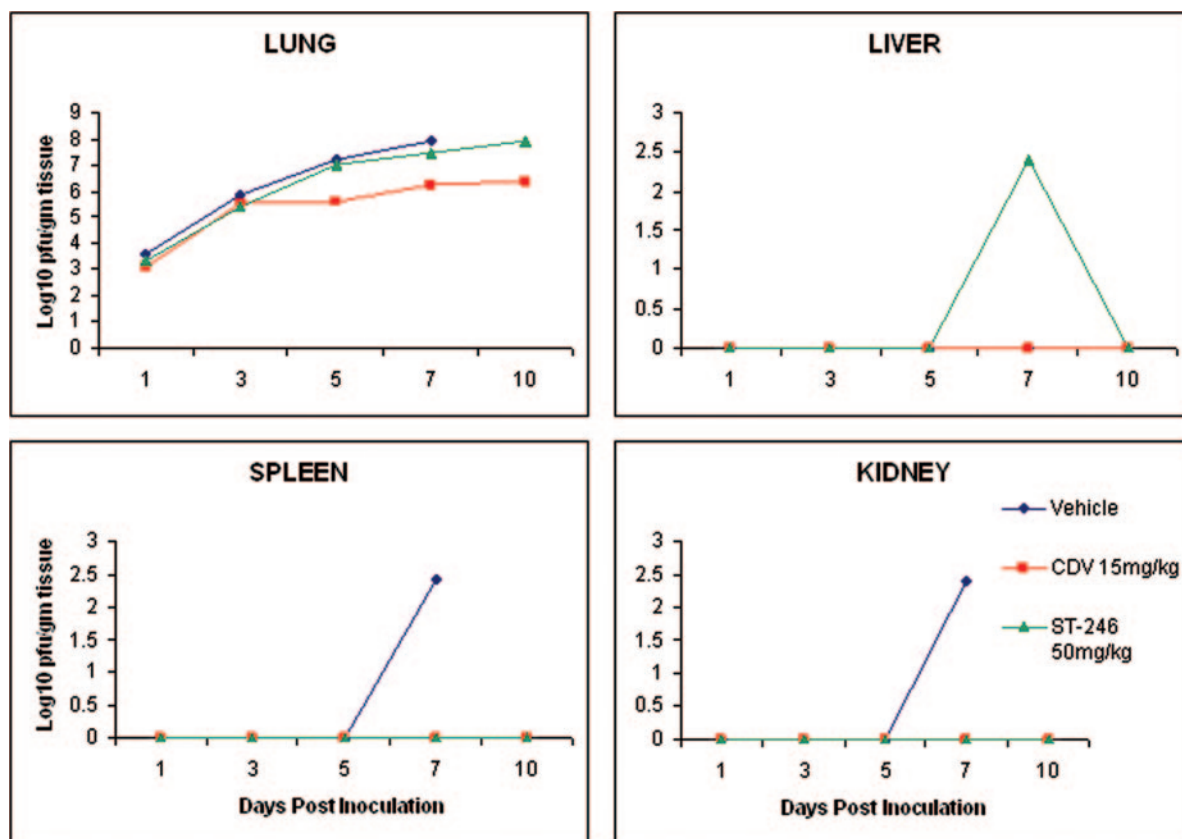 LUNG
Log10 pfu/gm tissue
9
8
7
6
5
4
3
2
1
0
1 3 5 7 10
LIVER
3
2.5
2
1.5
1
0.5
0
1 3 5 7 10
SPLEEN
Log10 pfu/gm tissue
3
2.5
2
1.5
1
0.5
0
1 3 5 7 10
Days Post Inoculation
KIDNEY
3
2.5
2
1.5
1
0.5
0
1 3 5 7 10
Days Post Inoculation
Vehicle
CDV 15mg/kg
ST-246
50mg/kg